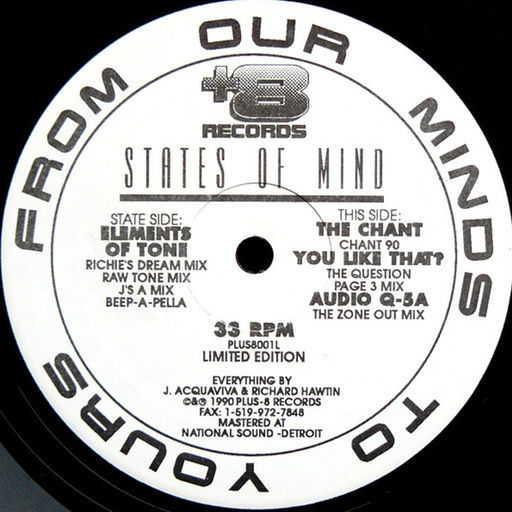 FROM OUR MINDS TO YOURS
+8
RECORDS
STATES OF MIND
STATE SIDE:
ELEMENTS
OF TONE
RICHIE'S DREAM MIX
RAW TONE MIX
J'S A MIX
BEEP-A-PELLA
THIS SIDE:
THE CHANT
CHANT 90
YOU LIKE THAT?
THE QUESTION
PAGE 3 MIX
AUDIO Q-5A
THE ZONE OUT MIX
33 RPM
PLUS8001L
LIMITED EDITION
EVERYTHING BY
J. ACQUAVIVA & RICHARD HAWTIN
©&℗ 1990 PLUS-8 RECORDS
FAX: 1-519-972-7848
MASTERED AT
NATIONAL SOUND -DETROIT